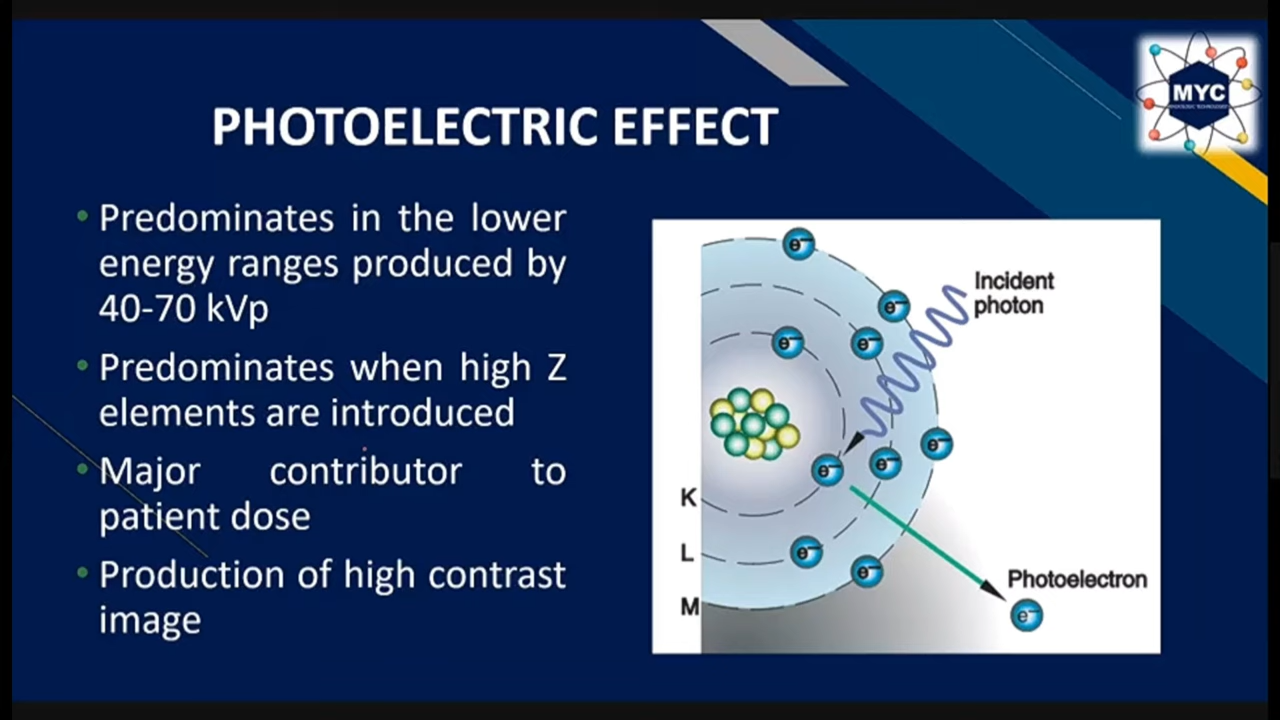 MYC
PHOTOELECTRIC EFFECT
• Predominates in the lower
energy ranges produced by
40-70 kVp
• Predominates when high Z
elements are introduced
• Major contributor to
patient dose
• Production of high contrast
image
Incident
photon
e−
e−
e−
e−
e−
e−
e−
e−
e−
K
L
M
Photoelectron
e−